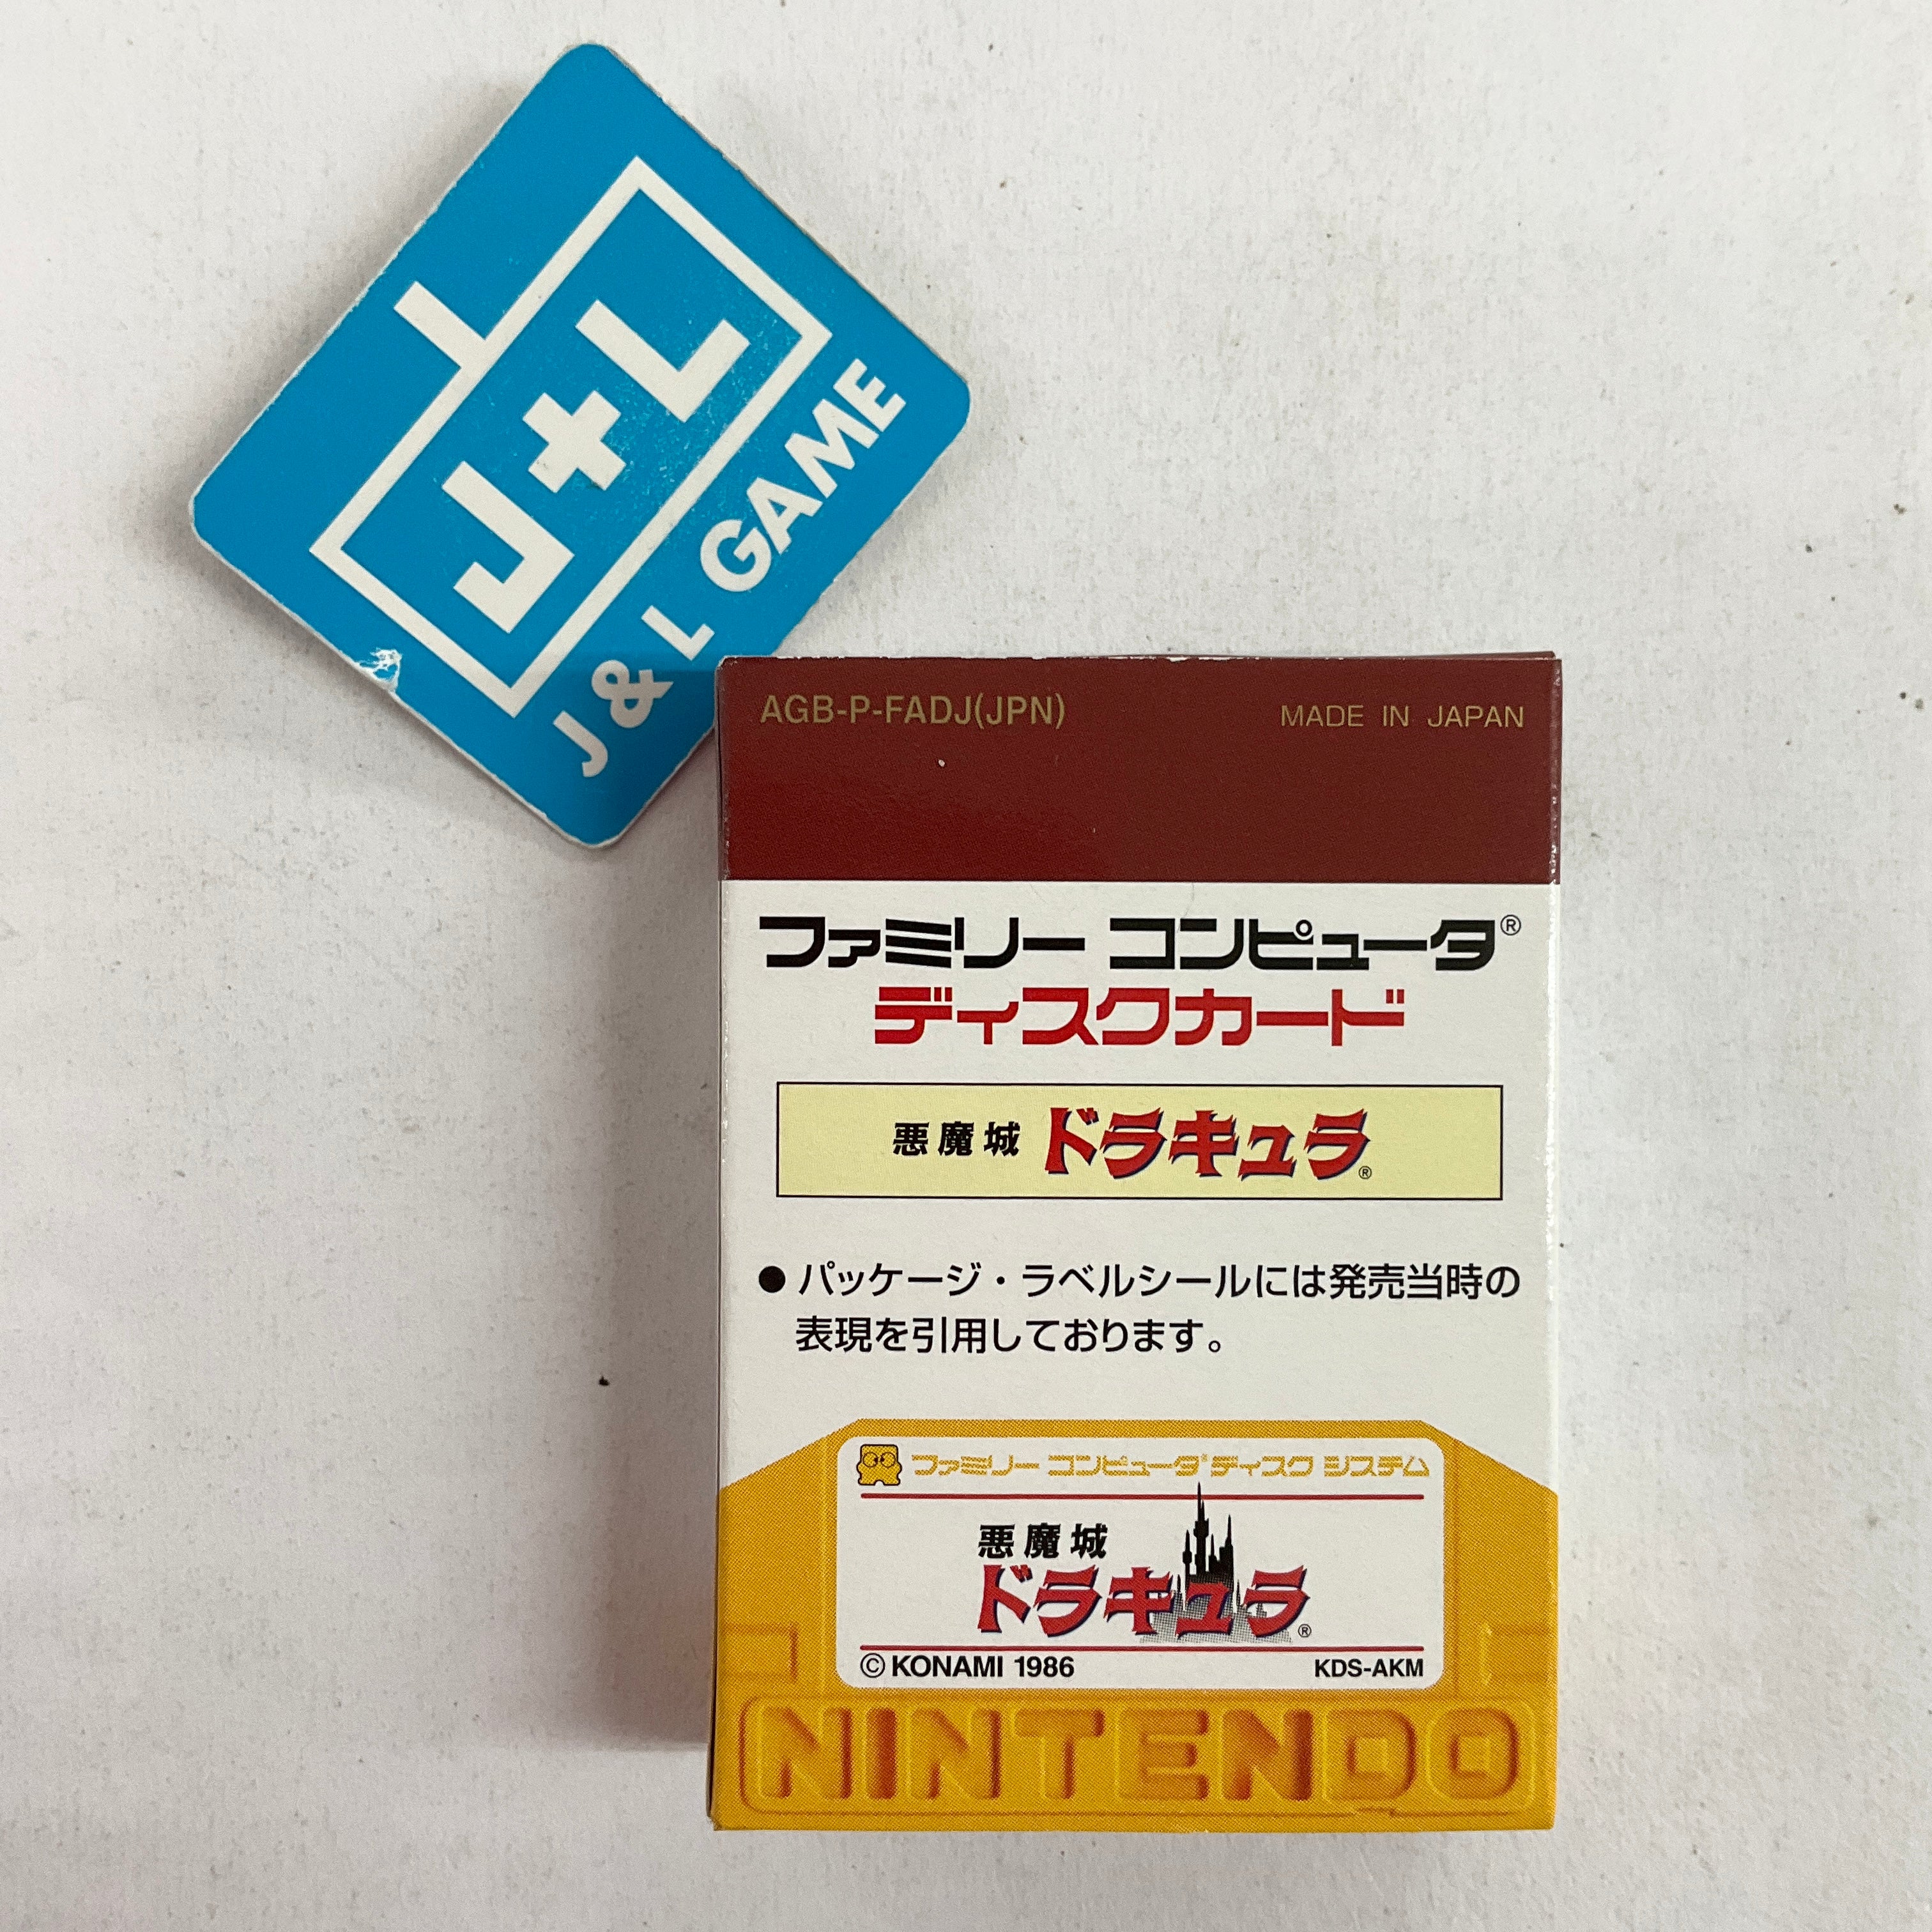 J+L
J & L GAME
AGB-P-FADJ(JPN)
MADE IN JAPAN
ファミリー コンピュータ®
ディスクカード
悪魔城 ドラキュラ®
● パッケージ・ラベルシールには発売当時の
表現を引用しております。
ファミリー コンピュータ® ディスク システム
悪魔城
ドラキュラ®
© KONAMI 1986
KDS-AKM
NINTENDO